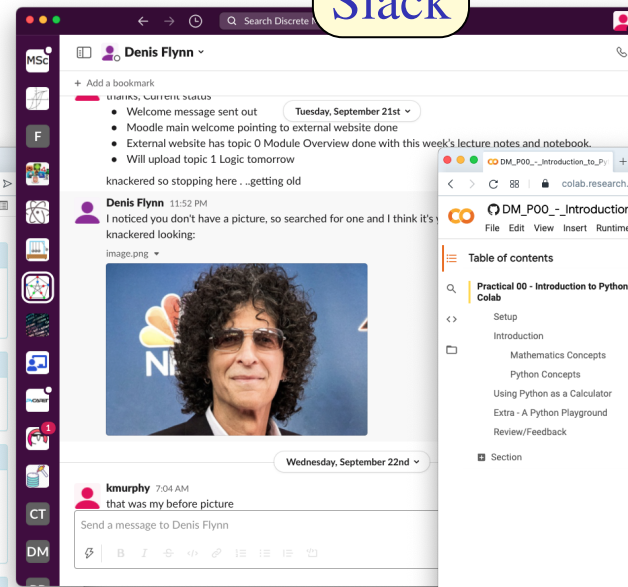 Slack
Search Discrete
MSc
Denis Flynn
+ Add a bookmark
thanks, Current status
Tuesday, September 21st
• Welcome message sent out
• Moodle main welcome pointing to external website done
• External website has topic 0 Module Overview done with this week's lecture notes and notebook.
• Will upload topic 1 Logic tomorrow
knackered so stopping here . ..getting old
F
Denis Flynn 11:52 PM
I noticed you don't have a picture, so searched for one and I think it's
knackered looking:
image.png
N
Wednesday, September 22nd
1
kmurphy 7:04 AM
that was my before picture
Send a message to Denis Flynn
B I S </>
CT
DM
DM_P00_-_Introduction_to_Py
colab.research.
DM_P00_-_Introduction
File Edit View Insert Runtime
Table of contents
Practical 00 - Introduction to Python
Colab
Setup
Introduction
Mathematics Concepts
Python Concepts
Using Python as a Calculator
Extra - A Python Playground
Review/Feedback
Section